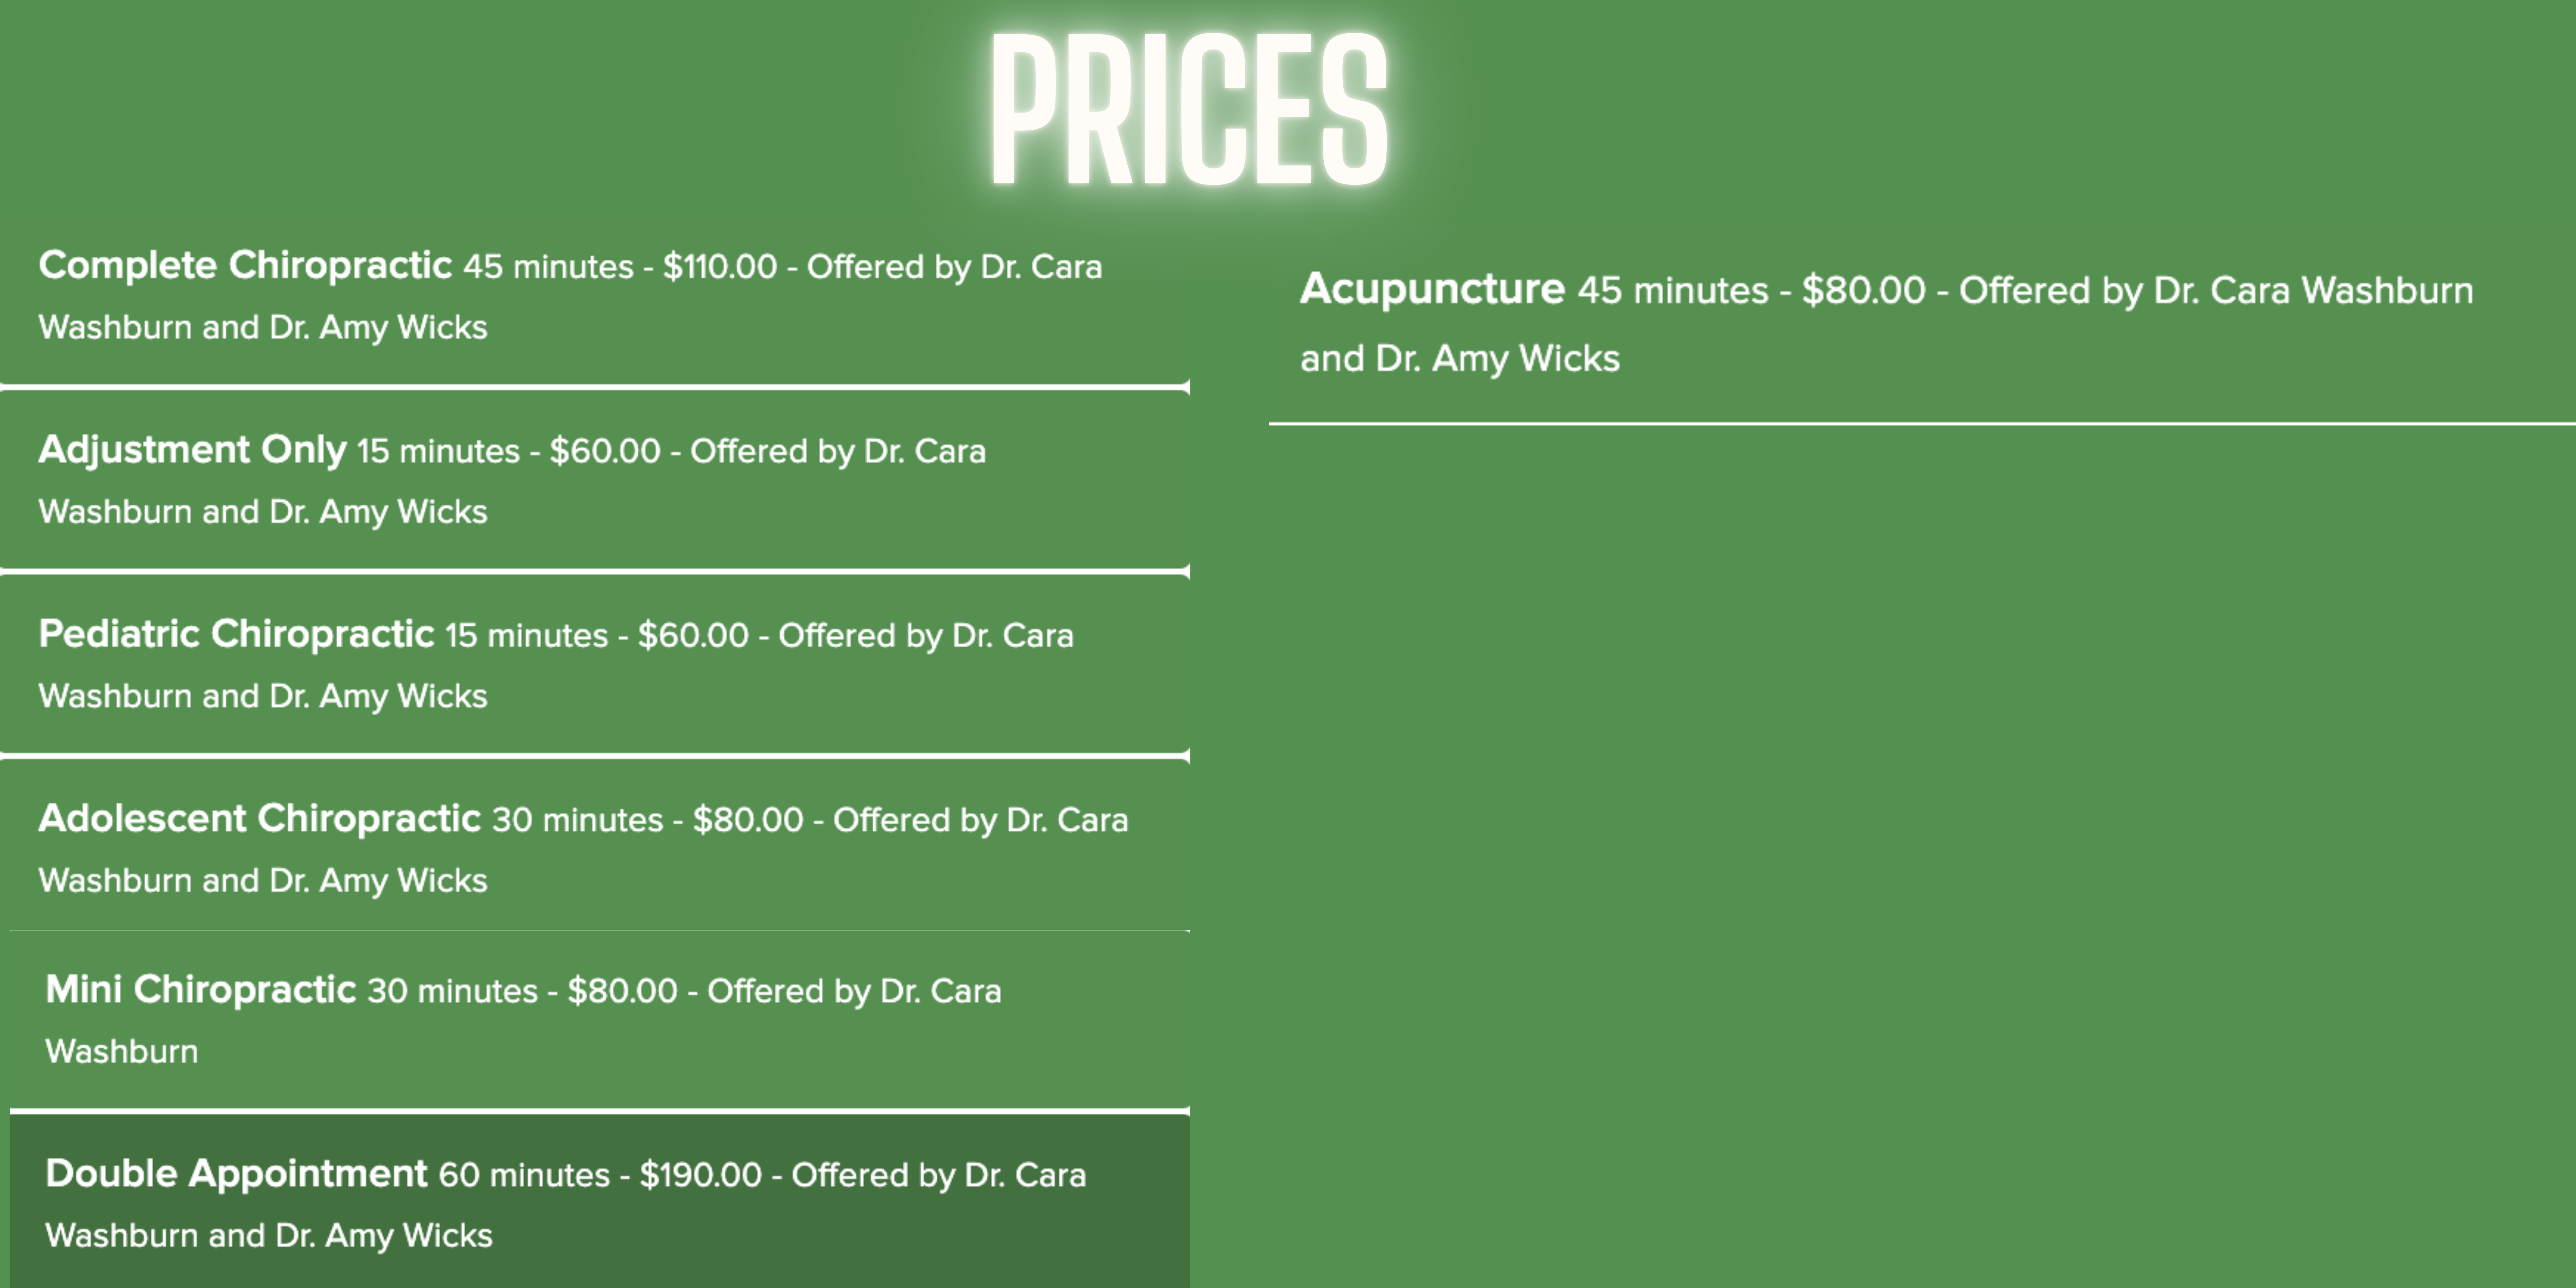 PRICES
Complete Chiropractic 45 minutes - $110.00 - Offered by Dr. Cara
Washburn and Dr. Amy Wicks
Adjustment Only 15 minutes - $60.00 - Offered by Dr. Cara
Washburn and Dr. Amy Wicks
Pediatric Chiropractic 15 minutes - $60.00 - Offered by Dr. Cara
Washburn and Dr. Amy Wicks
Adolescent Chiropractic 30 minutes - $80.00 - Offered by Dr. Cara
Washburn and Dr. Amy Wicks
Mini Chiropractic 30 minutes - $80.00 - Offered by Dr. Cara
Washburn
Double Appointment 60 minutes - $190.00 - Offered by Dr. Cara
Washburn and Dr. Amy Wicks
Acupuncture 45 minutes - $80.00 - Offered by Dr. Cara Washburn
and Dr. Amy Wicks